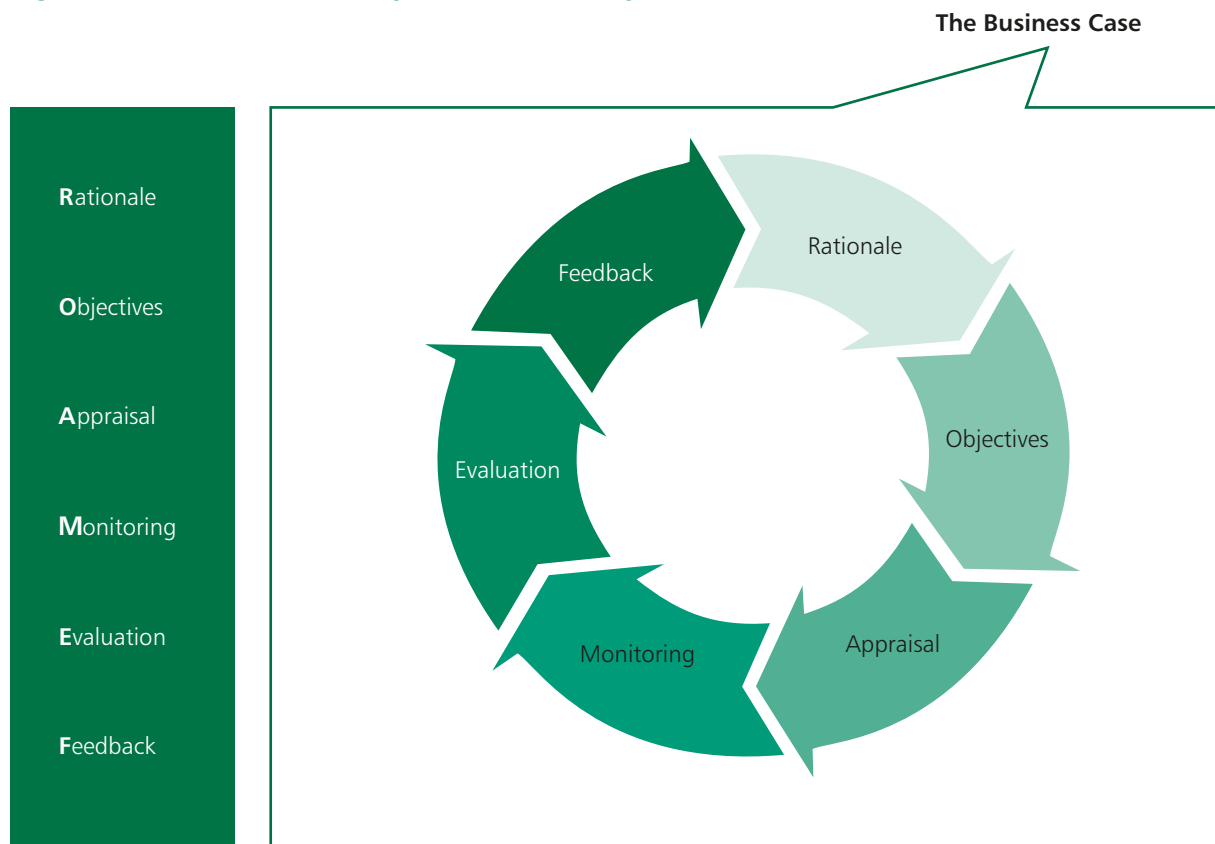 The Business Case
Rationale
Objectives
Appraisal
Monitoring
Evaluation
Feedback
Rationale
Objectives
Appraisal
Monitoring
Evaluation
Feedback